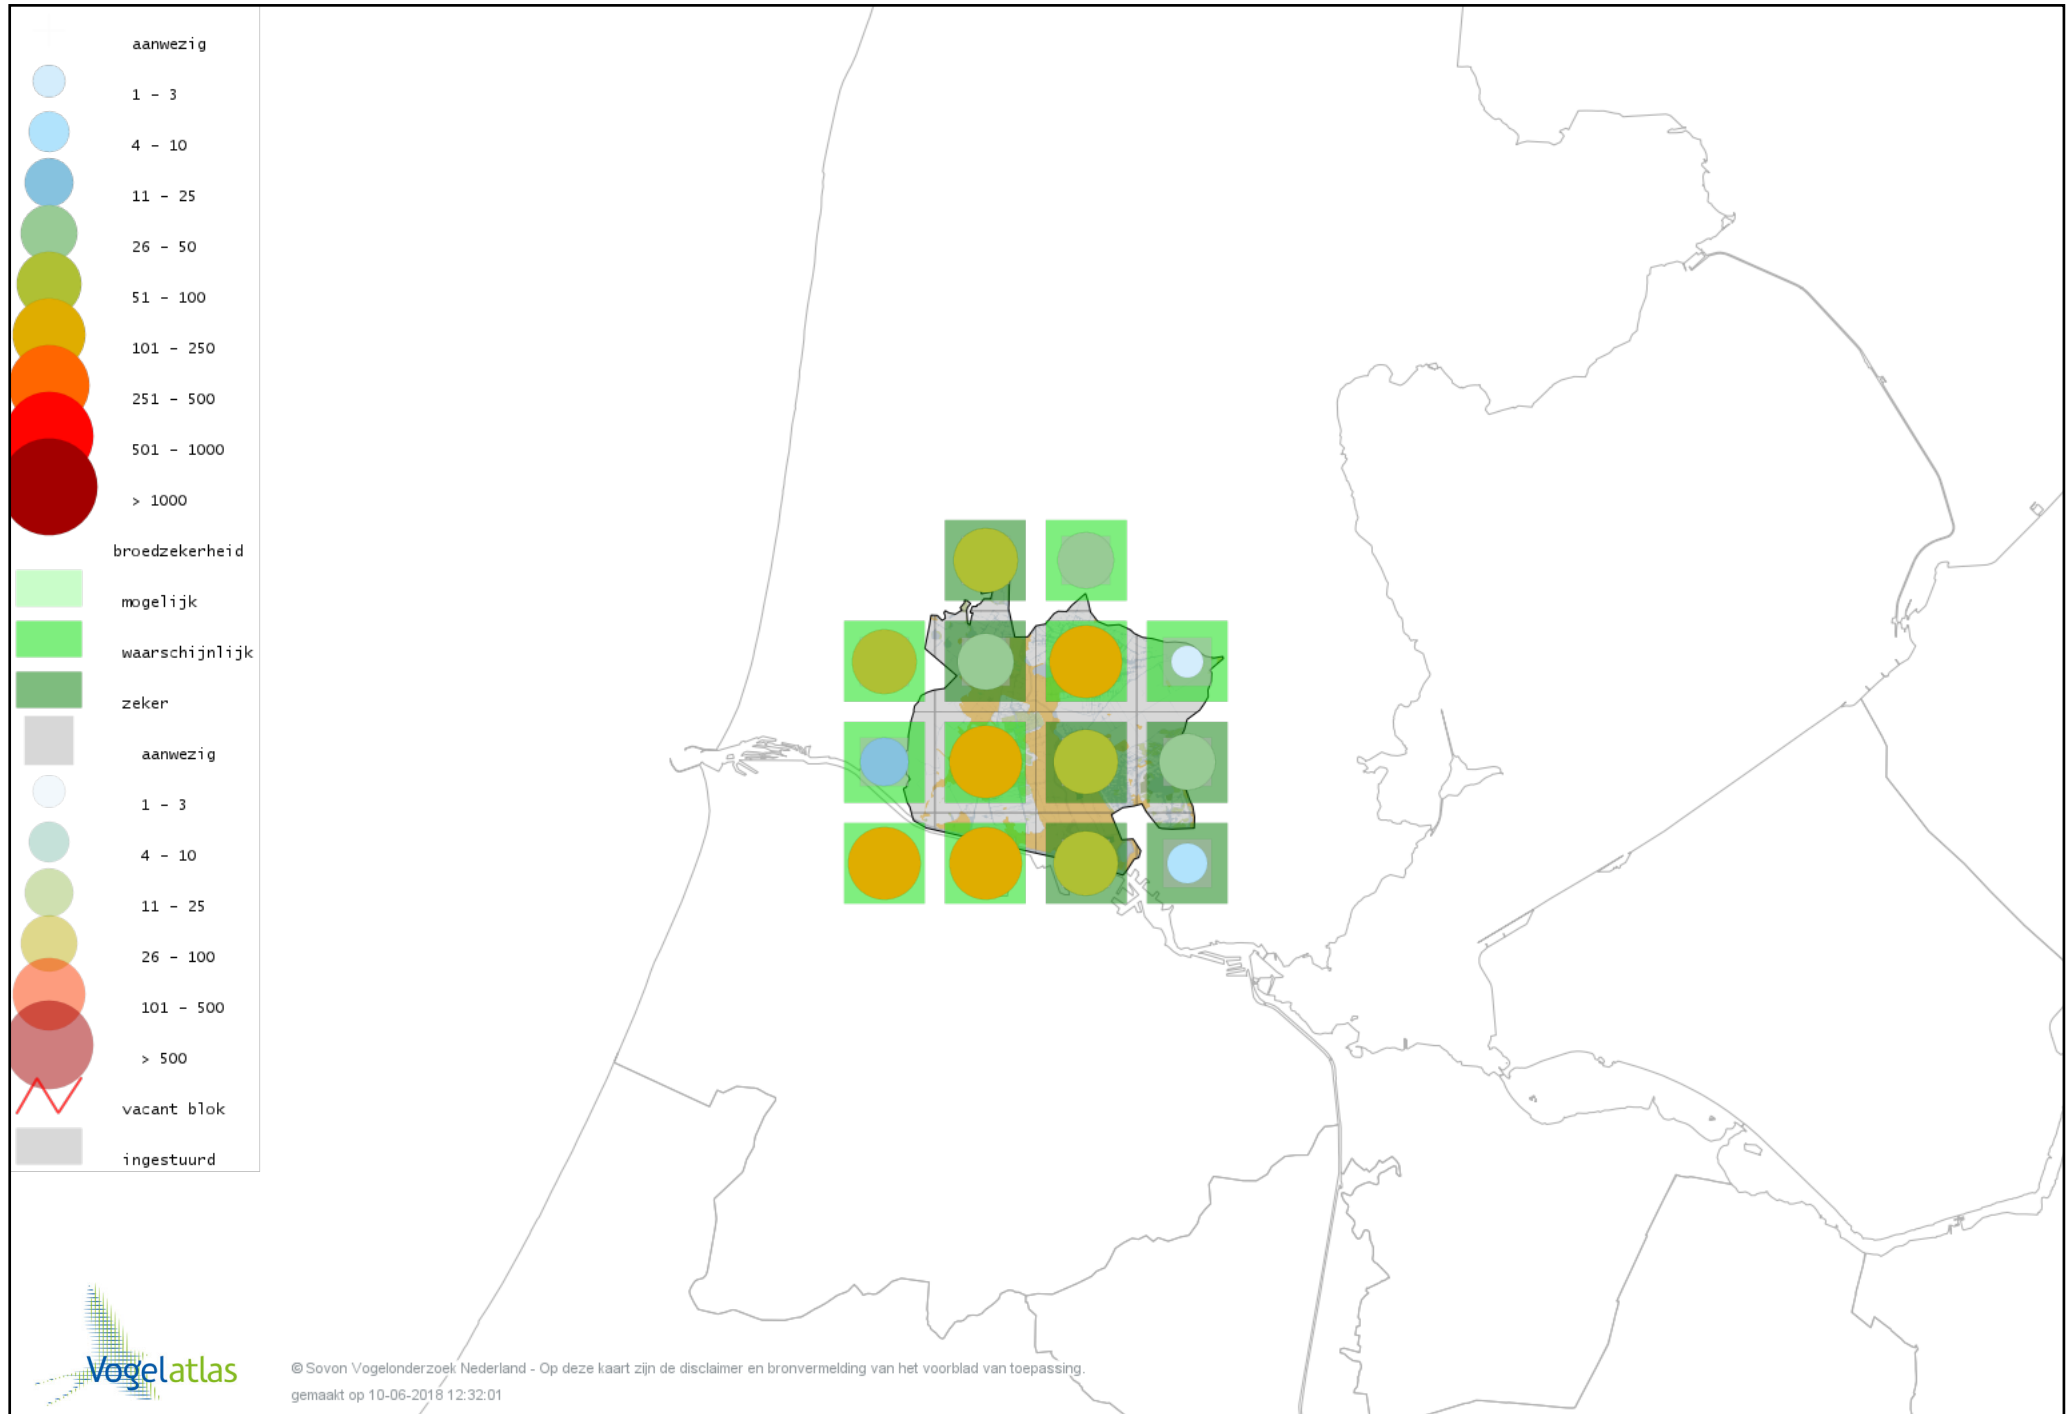 aanwezig
1 - 3
4 - 10
11 - 25
26 - 50
51 - 100
101 - 250
251 - 500
501 - 1000
> 1000
broedzekerheid
mogelijk
waarschijnlijk
zeker
aanwezig
1 - 3
4 - 10
11 - 25
26 - 100
101 - 500
> 500
vacant blok
ingestuurd
Vogelatlas
© Sovon Vogelonderzoek Nederland - Op deze kaart zijn de disclaimer en bronvermelding van het voorblad van toepassing.
gemaakt op 10-06-2018 12:32:01